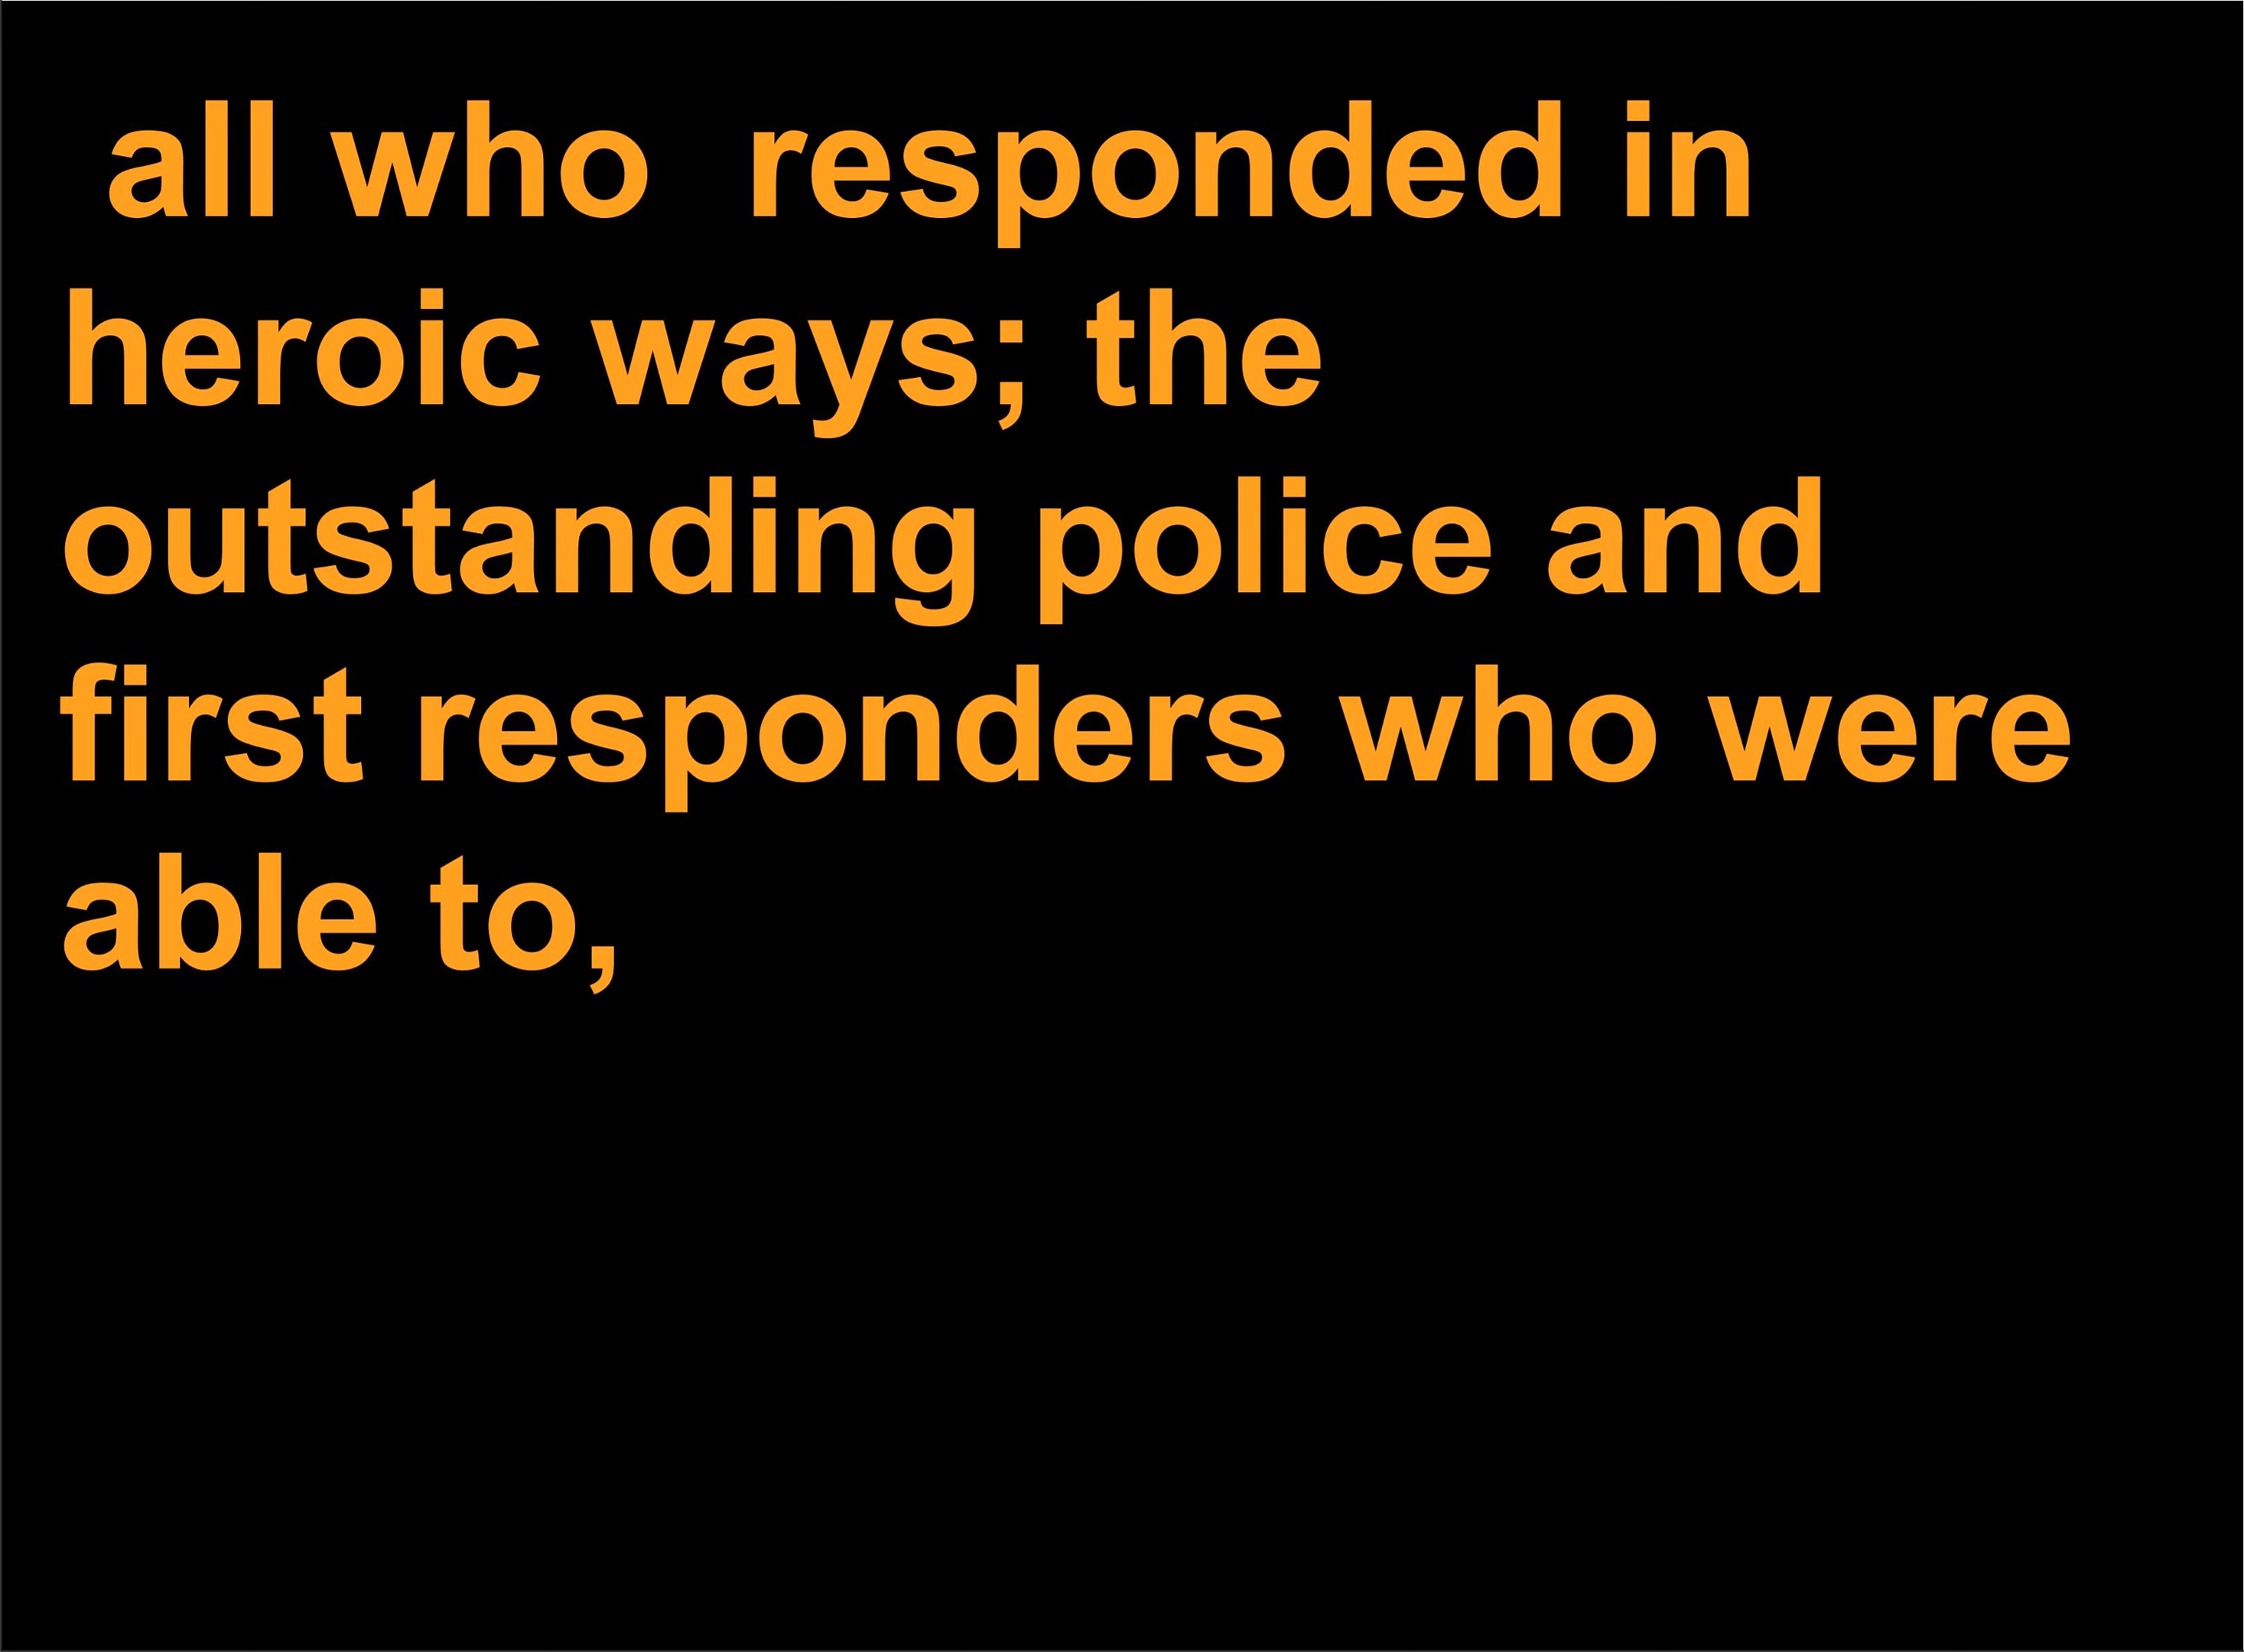 all who  responded in
heroic ways; the
outstanding police and
first responders who were
able to,